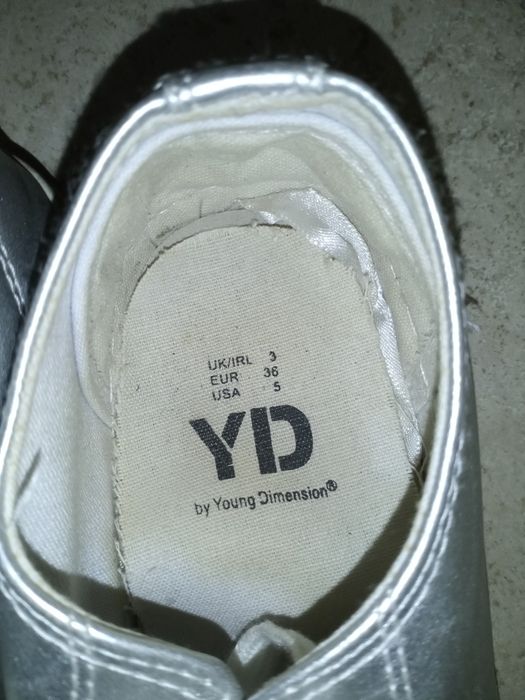 UK/IRL 3
EUR 36
USA 5
YD
by Young Dimension®